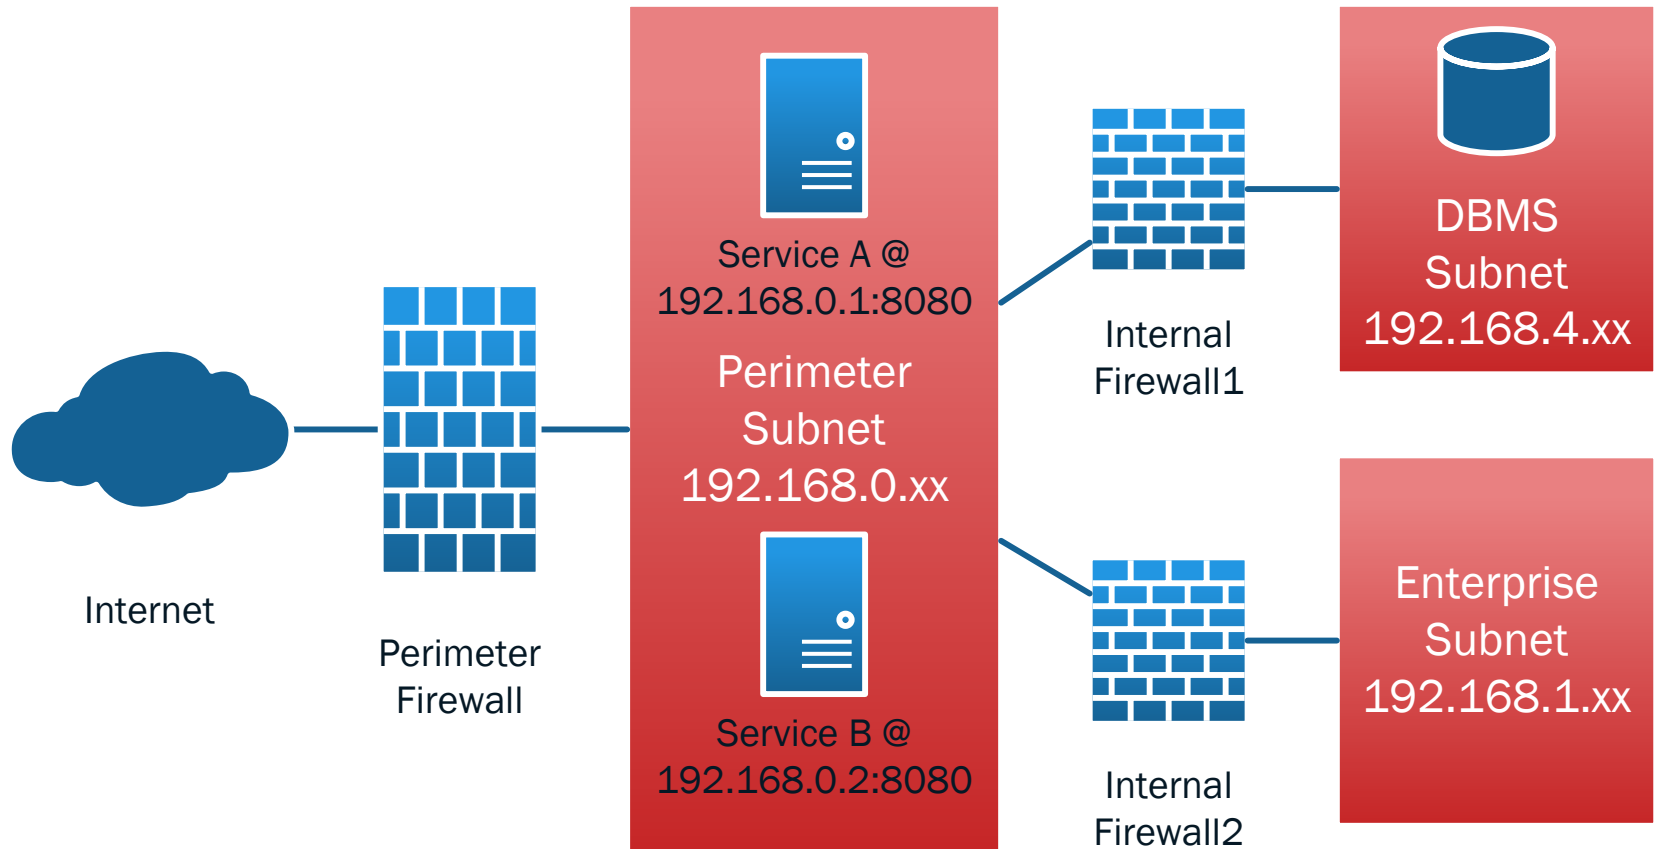 Internet
Perimeter
Firewall
Service A @
192.168.0.1:8080
Perimeter
Subnet
192.168.0.xx
Service B @
192.168.0.2:8080
Internal
Firewall1
DBMS
Subnet
192.168.4.xx
Internal
Firewall2
Enterprise
Subnet
192.168.1.xx